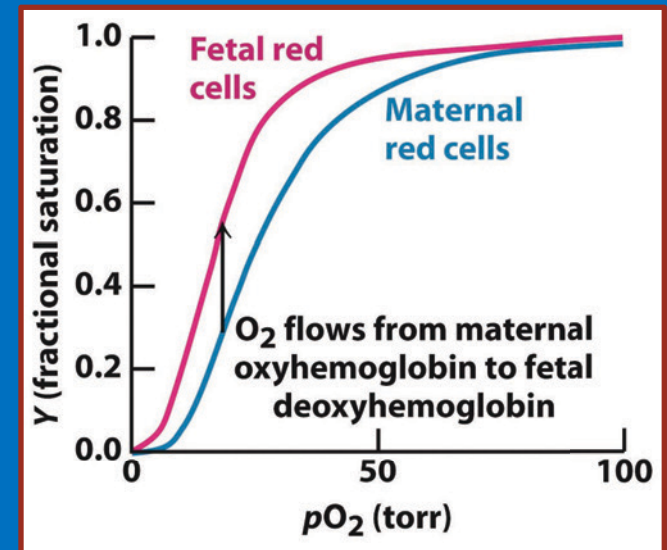 Y (fractional saturation)
1.0
0.8
0.6
0.4
0.2
0.0
Fetal red
cells
Maternal
red cells
O₂ flows from maternal
oxyhemoglobin to fetal
deoxyhemoglobin
0
50
100
pO₂ (torr)